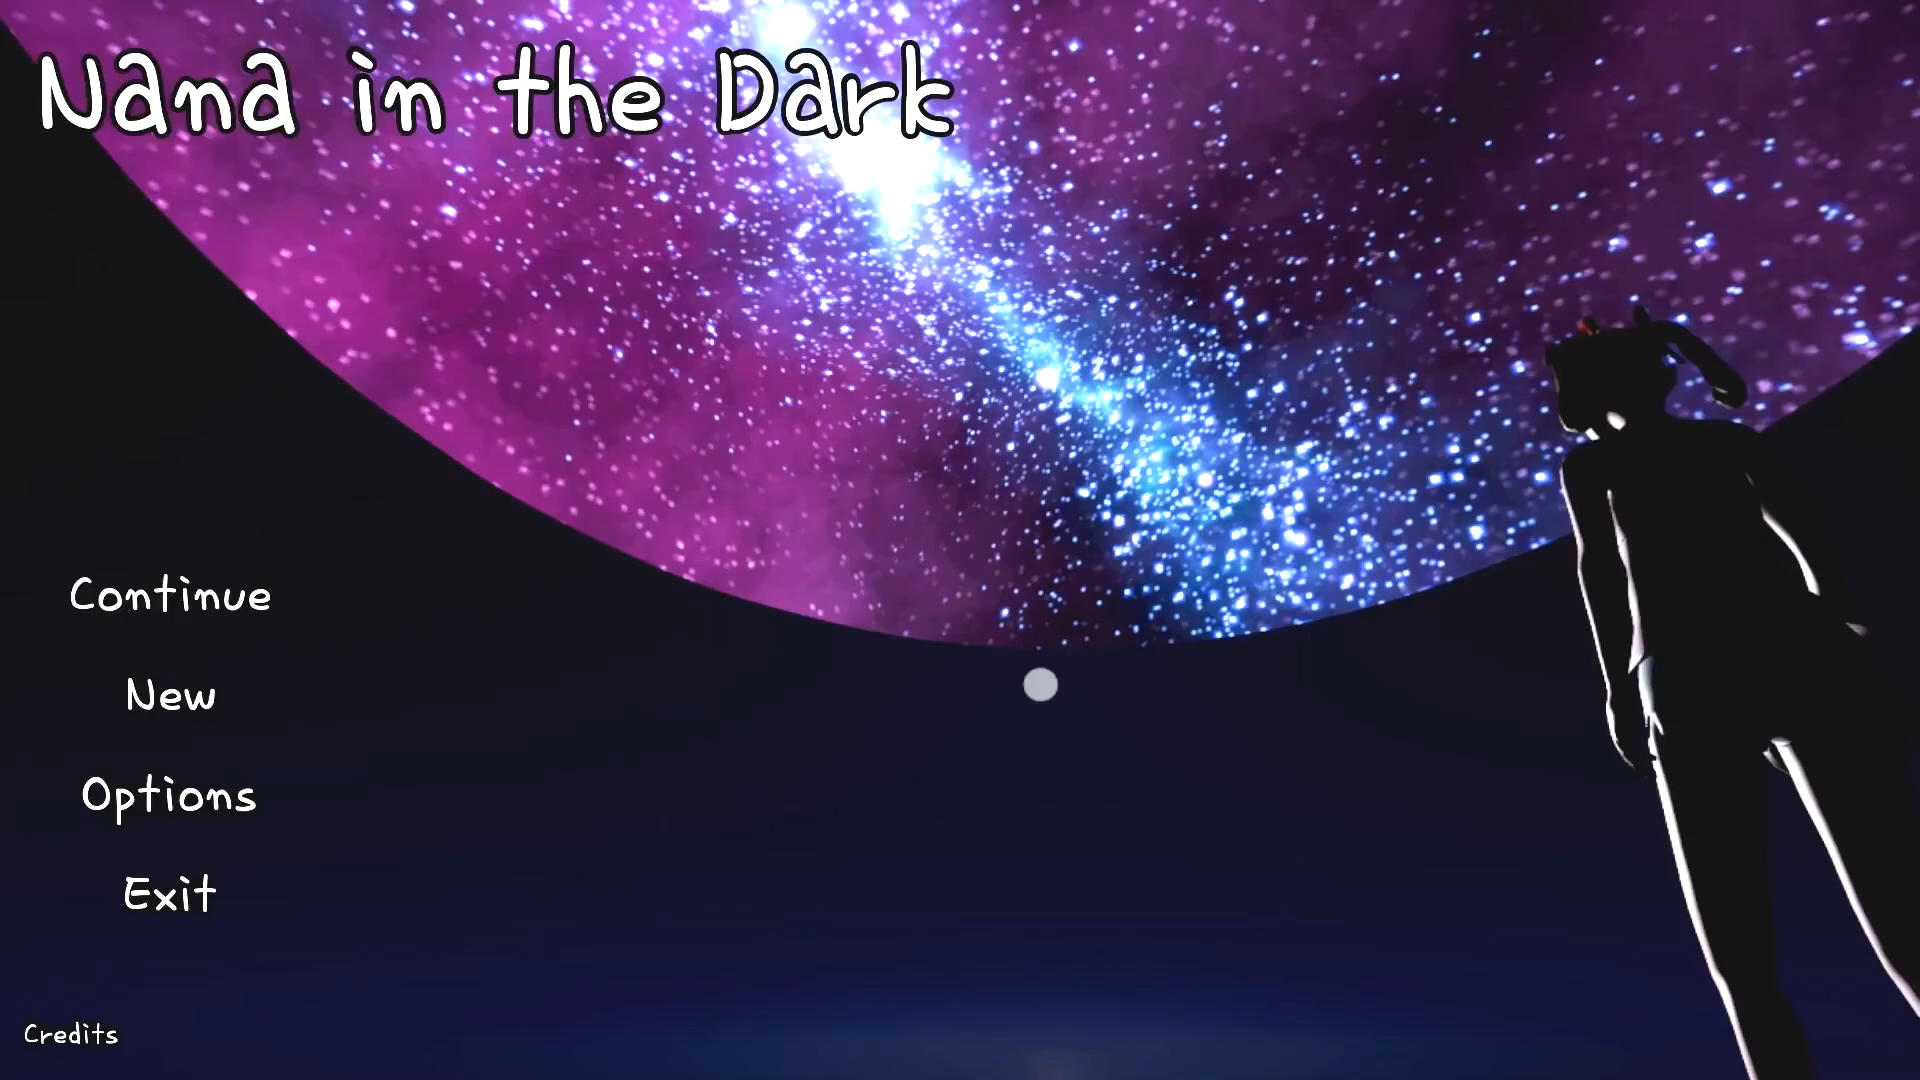 Nana in the Dark
Continue
New
Options
Exit
Credits